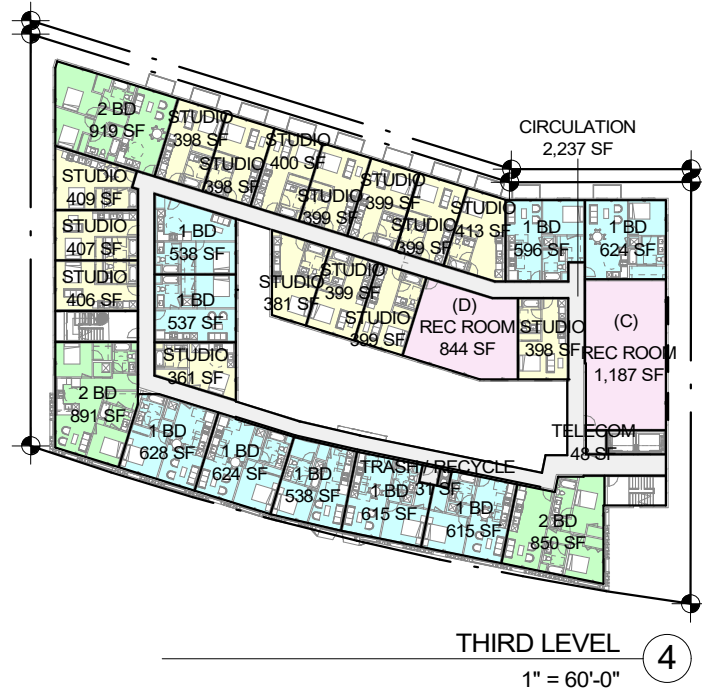 2 BD
919 SF
STUDIO
398 SF
STUDIO
398 SF
STUDIO
400 SF
STUDIO
399 SF
STUDIO
399 SF
STUDIO
399 SF
STUDIO
413 SF
CIRCULATION
2,237 SF
1 BD
596 SF
1 BD
624 SF
STUDIO
409 SF
STUDIO
407 SF
STUDIO
406 SF
1 BD
538 SF
1 BD
537 SF
STUDIO
361 SF
STUDIO
381 SF
STUDIO
399 SF
STUDIO
399 SF
(D)
REC ROOM
844 SF
STUDIO
398 SF
(C)
REC ROOM
1,187 SF
2 BD
891 SF
1 BD
628 SF
1 BD
624 SF
1 BD
538 SF
TRASH / RECYCLE
31 SF
1 BD
615 SF
1 BD
615 SF
TELECOM
48 SF
2 BD
850 SF
THIRD LEVEL
4
1" = 60'-0"